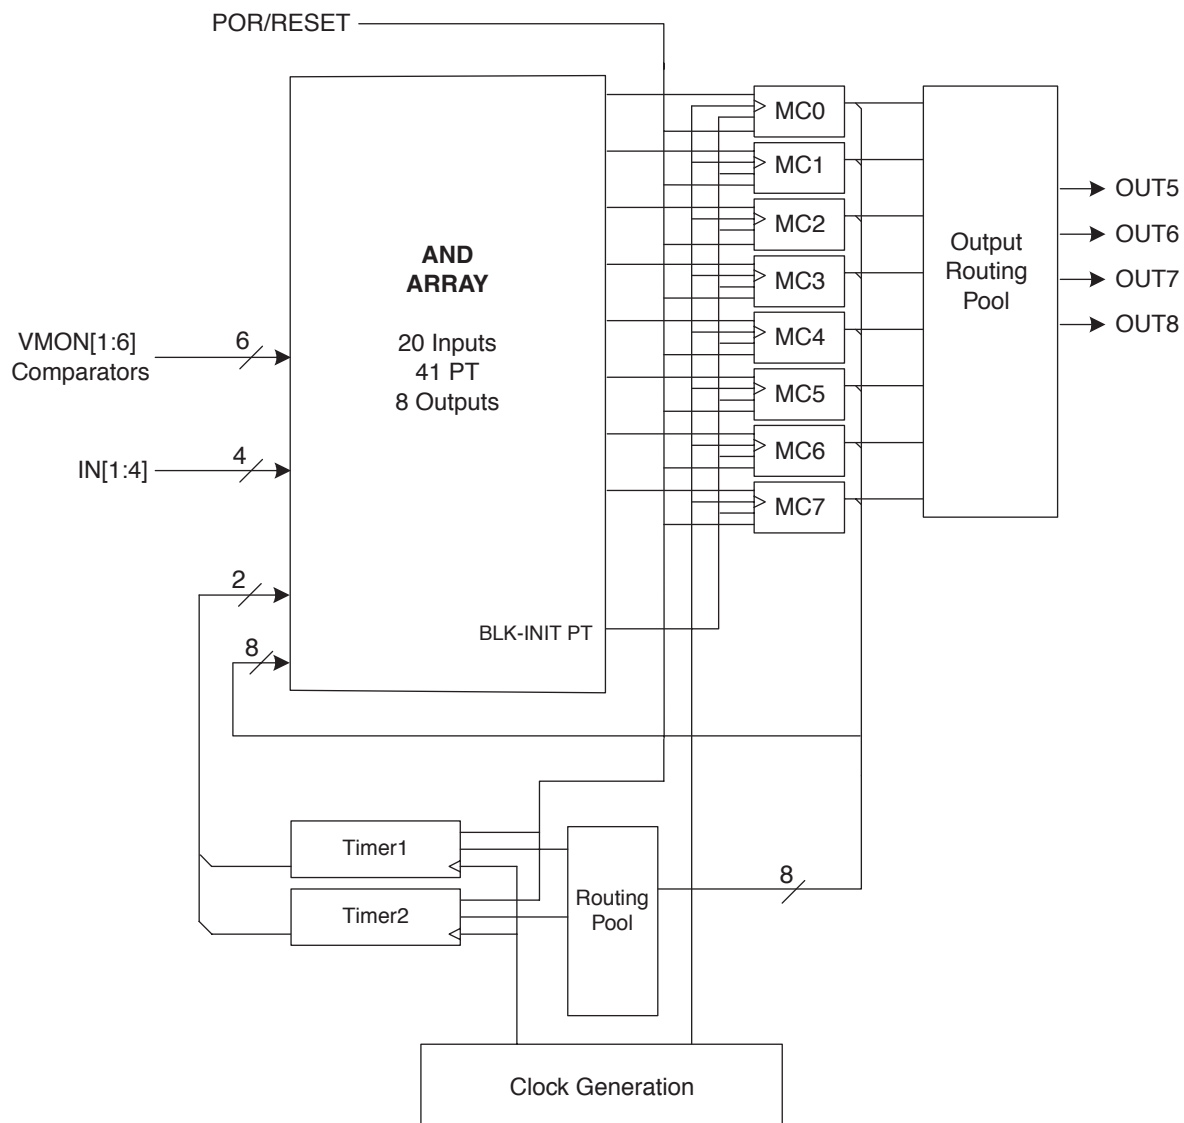 POR/RESET
AND
ARRAY
20 Inputs
41 PT
8 Outputs
VMON[1:6]
Comparators
6
IN[1:4]
4
2
8
BLK-INIT PT
MC0
MC1
MC2
MC3
MC4
MC5
MC6
MC7
Output
Routing
Pool
OUT5
OUT6
OUT7
OUT8
Timer1
Timer2
Routing
Pool
8
Clock Generation